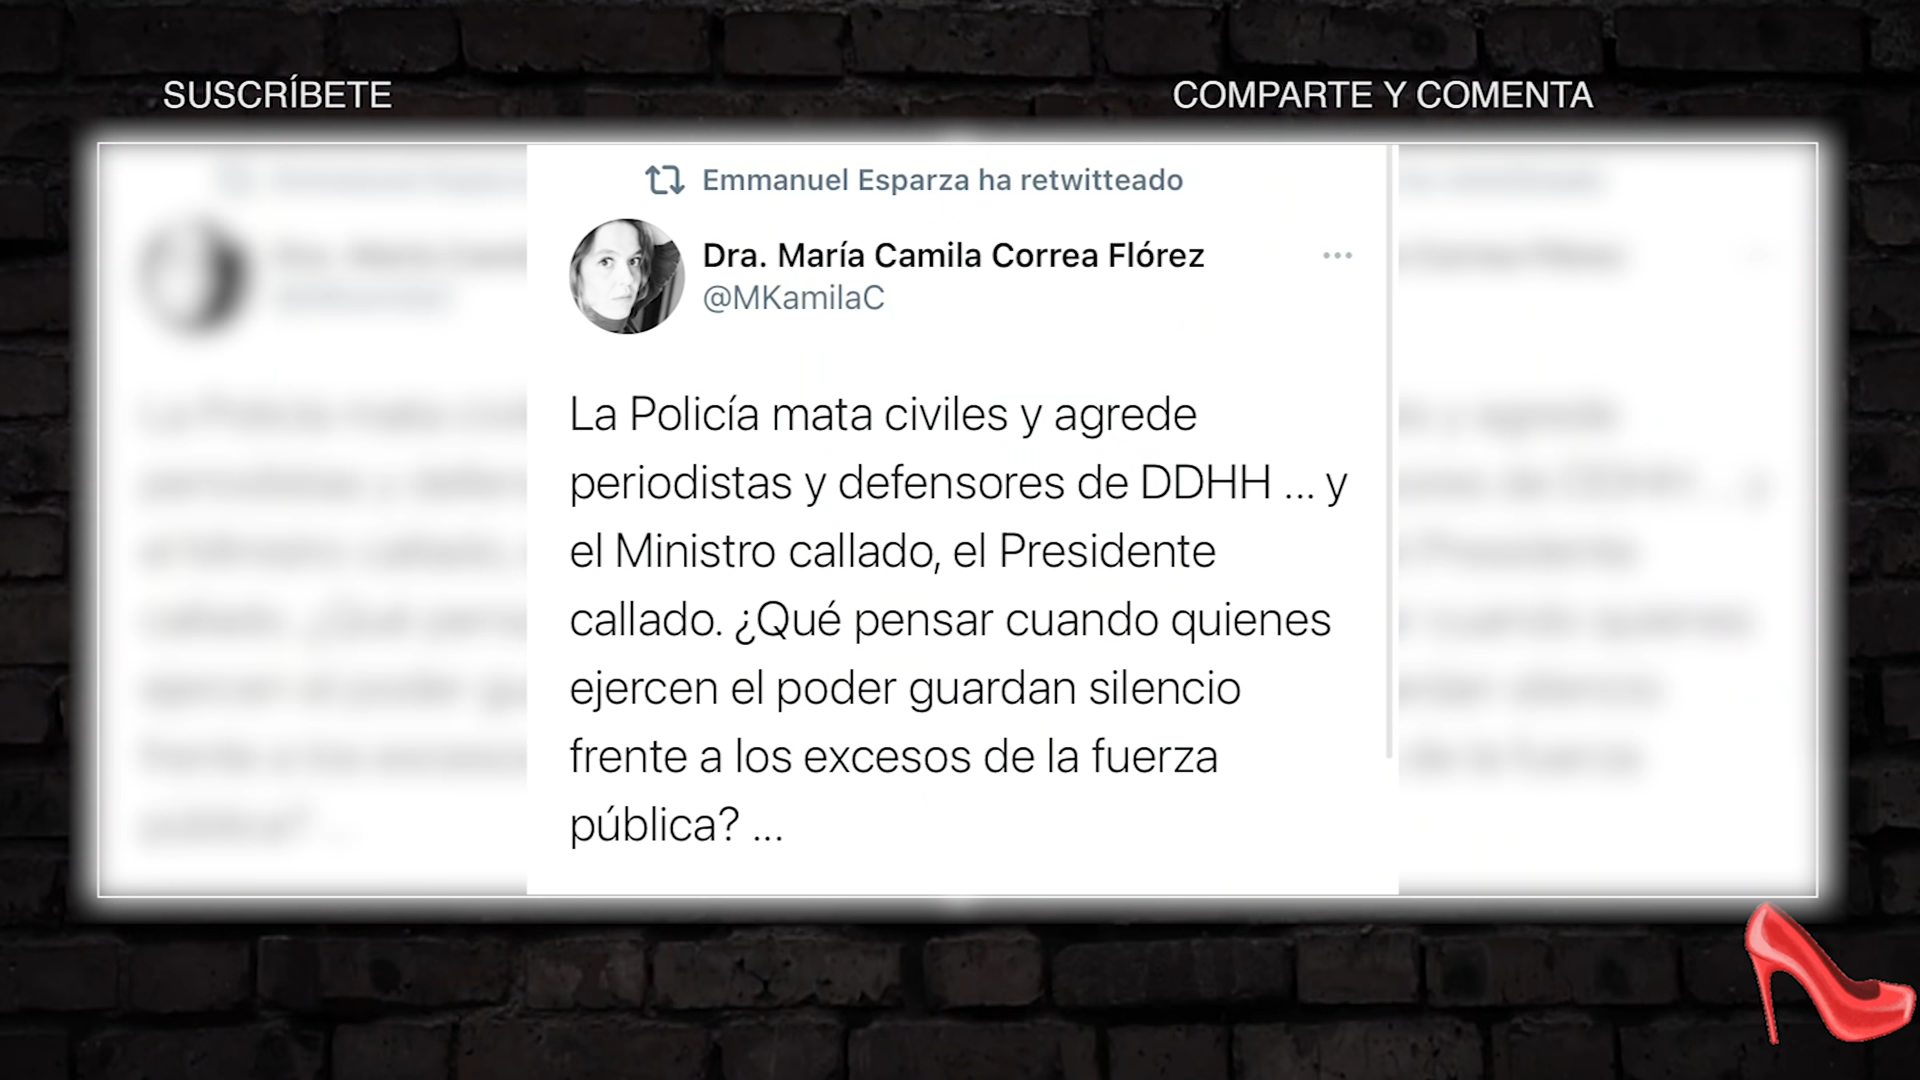 SUSCRÍBETE
COMPARTE Y COMENTA
Emmanuel Esparza ha retwitteado
Dra. María Camila Correa Flórez
@MKamilaC
La Policía mata civiles y agrede
periodistas y defensores de DDHH ... y
el Ministro callado, el Presidente
callado. ¿Qué pensar cuando quienes
ejercen el poder guardan silencio
frente a los excesos de la fuerza
pública? ...